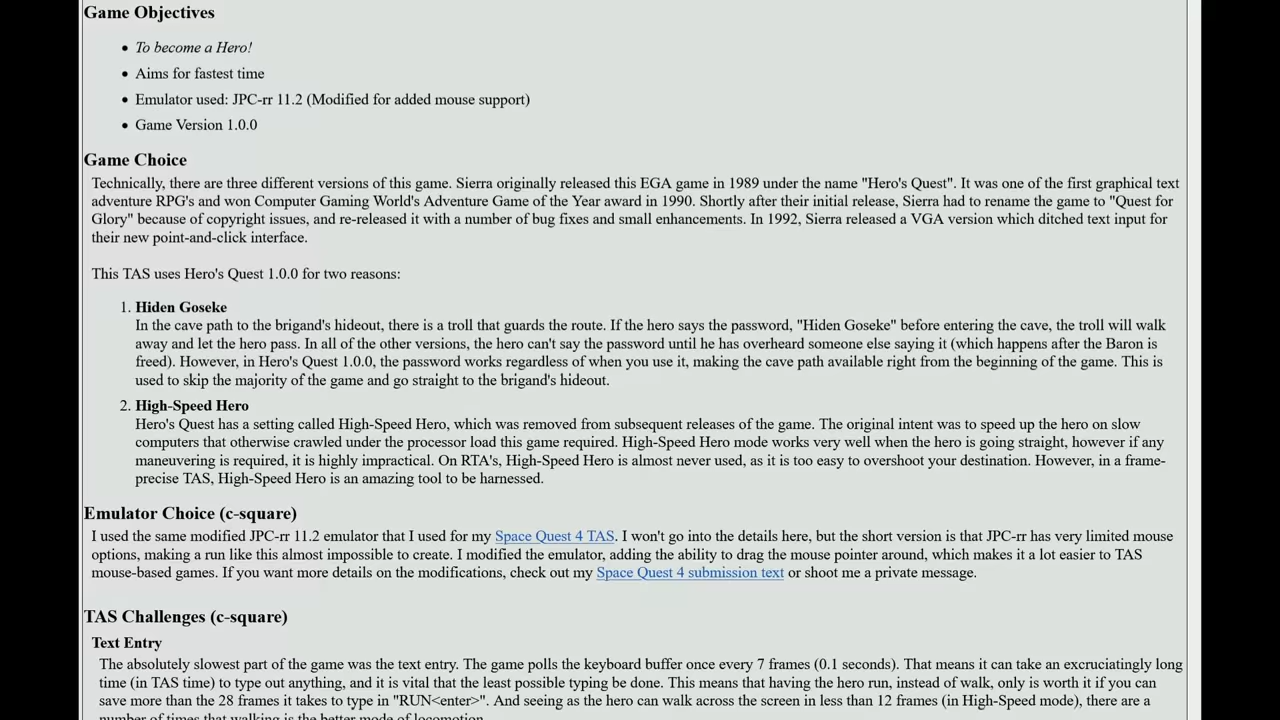 Game Objectives
• To become a Hero!
• Aims for fastest time
• Emulator used: JPC-rr 11.2 (Modified for added mouse support)
• Game Version 1.0.0
Game Choice
Technically, there are three different versions of this game. Sierra originally released this EGA game in 1989 under the name "Hero's Quest". It was one of the first graphical text
adventure RPG's and won Computer Gaming World's Adventure Game of the Year award in 1990. Shortly after their initial release, Sierra had to rename the game to "Quest for
Glory" because of copyright issues, and re-released it with a number of bug fixes and small enhancements. In 1992, Sierra released a VGA version which ditched text input for
their new point-and-click interface.
This TAS uses Hero's Quest 1.0.0 for two reasons:
1. Hiden Goseke
In the cave path to the brigand's hideout, there is a troll that guards the route. If the hero says the password, "Hiden Goseke" before entering the cave, the troll will walk
away and let the hero pass. In all of the other versions, the hero can't say the password until he has overheard someone else saying it (which happens after the Baron is
freed). However, in Hero's Quest 1.0.0, the password works regardless of when you use it, making the cave path available right from the beginning of the game. This is
used to skip the majority of the game and go straight to the brigand's hideout.
2. High-Speed Hero
Hero's Quest has a setting called High-Speed Hero, which was removed from subsequent releases of the game. The original intent was to speed up the hero on slow
computers that otherwise crawled under the processor load this game required. High-Speed Hero mode works very well when the hero is going straight, however if any
maneuvering is required, it is highly impractical. On RTA's, High-Speed Hero is almost never used, as it is too easy to overshoot your destination. However, in a frame-
precise TAS, High-Speed Hero is an amazing tool to be harnessed.
Emulator Choice (c-square)
I used the same modified JPC-rr 11.2 emulator that I used for my Space Quest 4 TAS. I won't go into the details here, but the short version is that JPC-rr has very limited mouse
options, making a run like this almost impossible to create. I modified the emulator, adding the ability to drag the mouse pointer around, which makes it a lot easier to TAS
mouse-based games. If you want more details on the modifications, check out my Space Quest 4 submission text or shoot me a private message.
TAS Challenges (c-square)
Text Entry
The absolutely slowest part of the game was the text entry. The game polls the keyboard buffer once every 7 frames (0.1 seconds). That means it can take an excruciatingly long
time (in TAS time) to type out anything, and it is vital that the least possible typing be done. This means that having the hero run, instead of walk, only is worth it if you can
save more than the 28 frames it takes to type in "RUN<enter>". And seeing as the hero can walk across the screen in less than 12 frames (in High-Speed mode), there are a
number of times that walking is the better mode of locomotion.